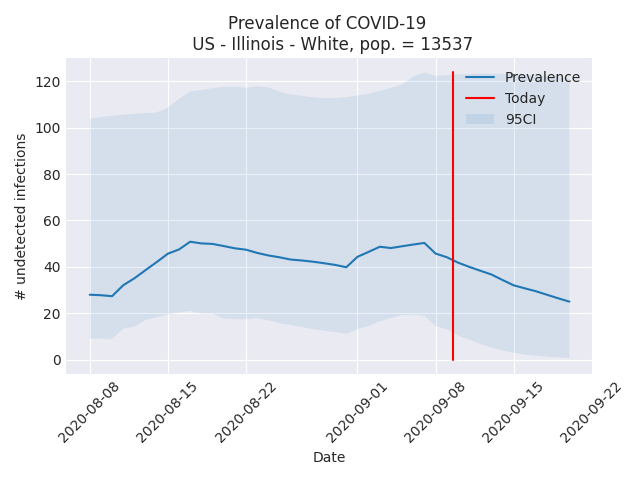 Prevalence of COVID-19
US - Illinois - White, pop. = 13537
Prevalence
Today
95CI
# undetected infections
120
100
80
60
40
20
0
2020-08-08
2020-08-15
2020-08-22
2020-09-01
2020-09-08
2020-09-15
2020-09-22
Date